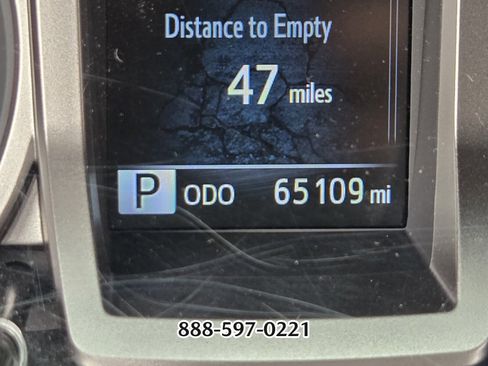 Distance to Empty
47 miles
P ODO 65109 mi
888-597-0221